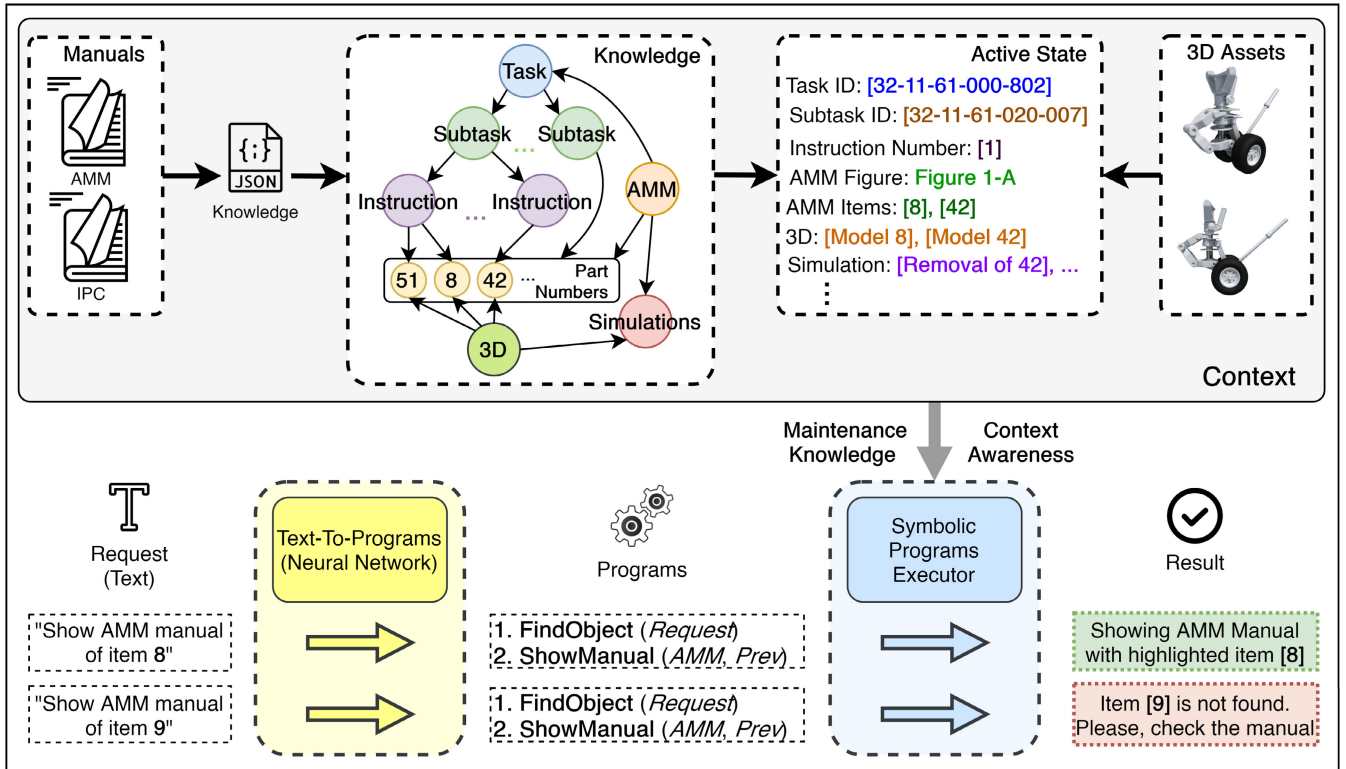 Manuals
AMM
IPC
{;}
JSON
Knowledge
Knowledge
Task
Subtask
Subtask
...
Instruction
Instruction
...
AMM
51
8
42
...
Part
Numbers
Simulations
3D
Active State
Task ID: [32-11-61-000-802]
Subtask ID: [32-11-61-020-007]
Instruction Number: [1]
AMM Figure: Figure 1-A
AMM Items: [8], [42]
3D: [Model 8], [Model 42]
Simulation: [Removal of 42], ...
3D Assets
Context
Maintenance
Knowledge
Context
Awareness
T
Request
(Text)
Text-To-Programs
(Neural Network)
Programs
Symbolic
Programs
Executor
Result
"Show AMM manual
of item 8"
1. FindObject (Request)
2. ShowManual (AMM, Prev)
Showing AMM Manual
with highlighted item [8]
"Show AMM manual
of item 9"
1. FindObject (Request)
2. ShowManual (AMM, Prev)
Item [9] is not found.
Please, check the manual